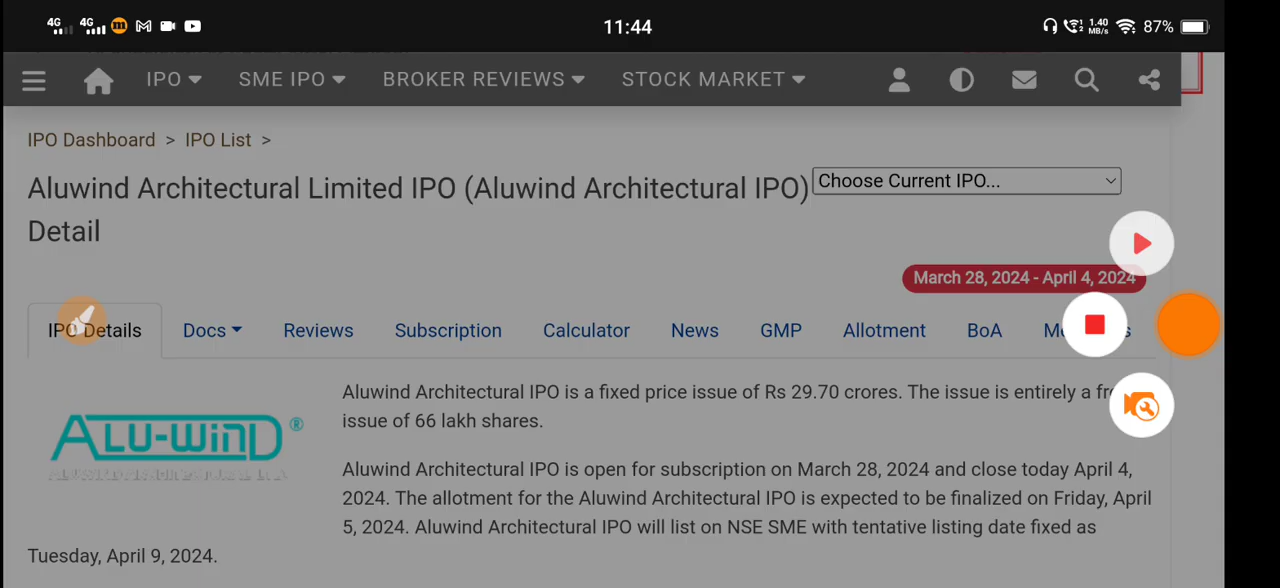 4G 4G m 11:44 2 1.40 MB/s 87%
IPO SME IPO BROKER REVIEWS STOCK MARKET
IPO Dashboard > IPO List >
Aluwind Architectural Limited IPO (Aluwind Architectural IPO) Choose Current IPO...
Detail
March 28, 2024 - April 4, 2024
IPO Details Docs Reviews Subscription Calculator News GMP Allotment BoA
Aluwind Architectural IPO is a fixed price issue of Rs 29.70 crores. The issue is entirely a
issue of 66 lakh shares.
ALU-WIND ®
Aluwind Architectural IPO is open for subscription on March 28, 2024 and close today April 4,
2024. The allotment for the Aluwind Architectural IPO is expected to be finalized on Friday, April
5, 2024. Aluwind Architectural IPO will list on NSE SME with tentative listing date fixed as
Tuesday, April 9, 2024.